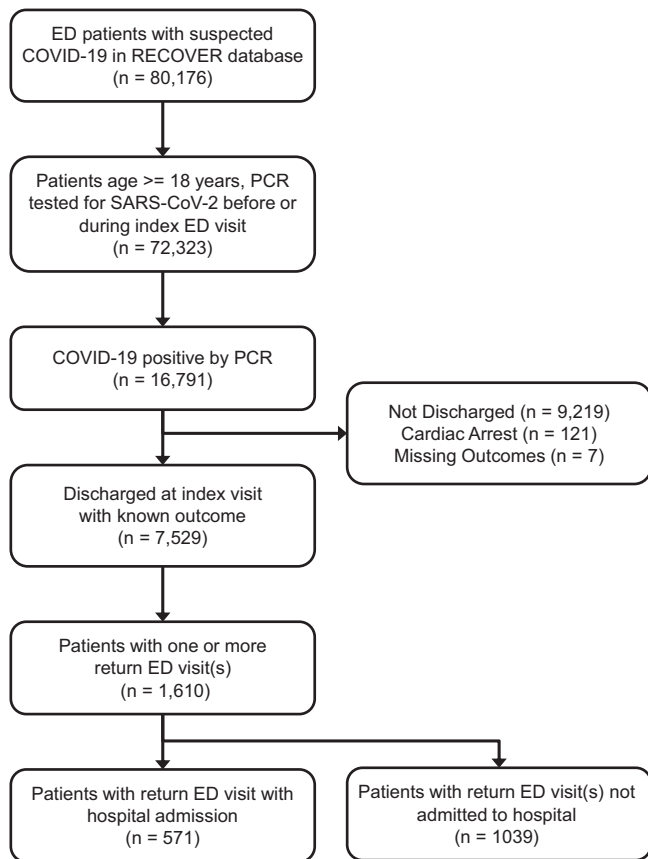 ED patients with suspected
COVID-19 in RECOVER database
(n = 80,176)
Patients age >= 18 years, PCR
tested for SARS-CoV-2 before or
during index ED visit
(n = 72,323)
COVID-19 positive by PCR
(n = 16,791)
Not Discharged (n = 9,219)
Cardiac Arrest (n = 121)
Missing Outcomes (n = 7)
Discharged at index visit
with known outcome
(n = 7,529)
Patients with one or more
return ED visit(s)
(n = 1,610)
Patients with return ED visit with
hospital admission
(n = 571)
Patients with return ED visit(s) not
admitted to hospital
(n = 1039)